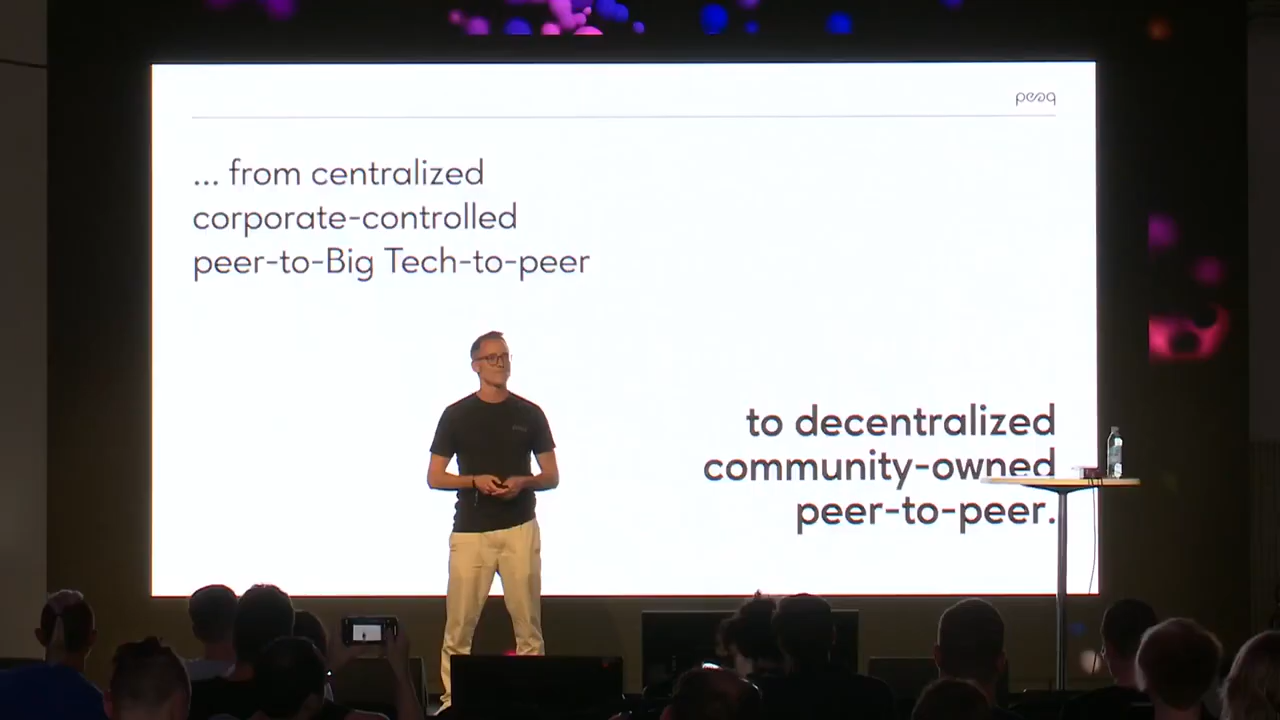 peaq
... from centralized
corporate-controlled
peer-to-Big Tech-to-peer
to decentralized
community-owned
peer-to-peer.